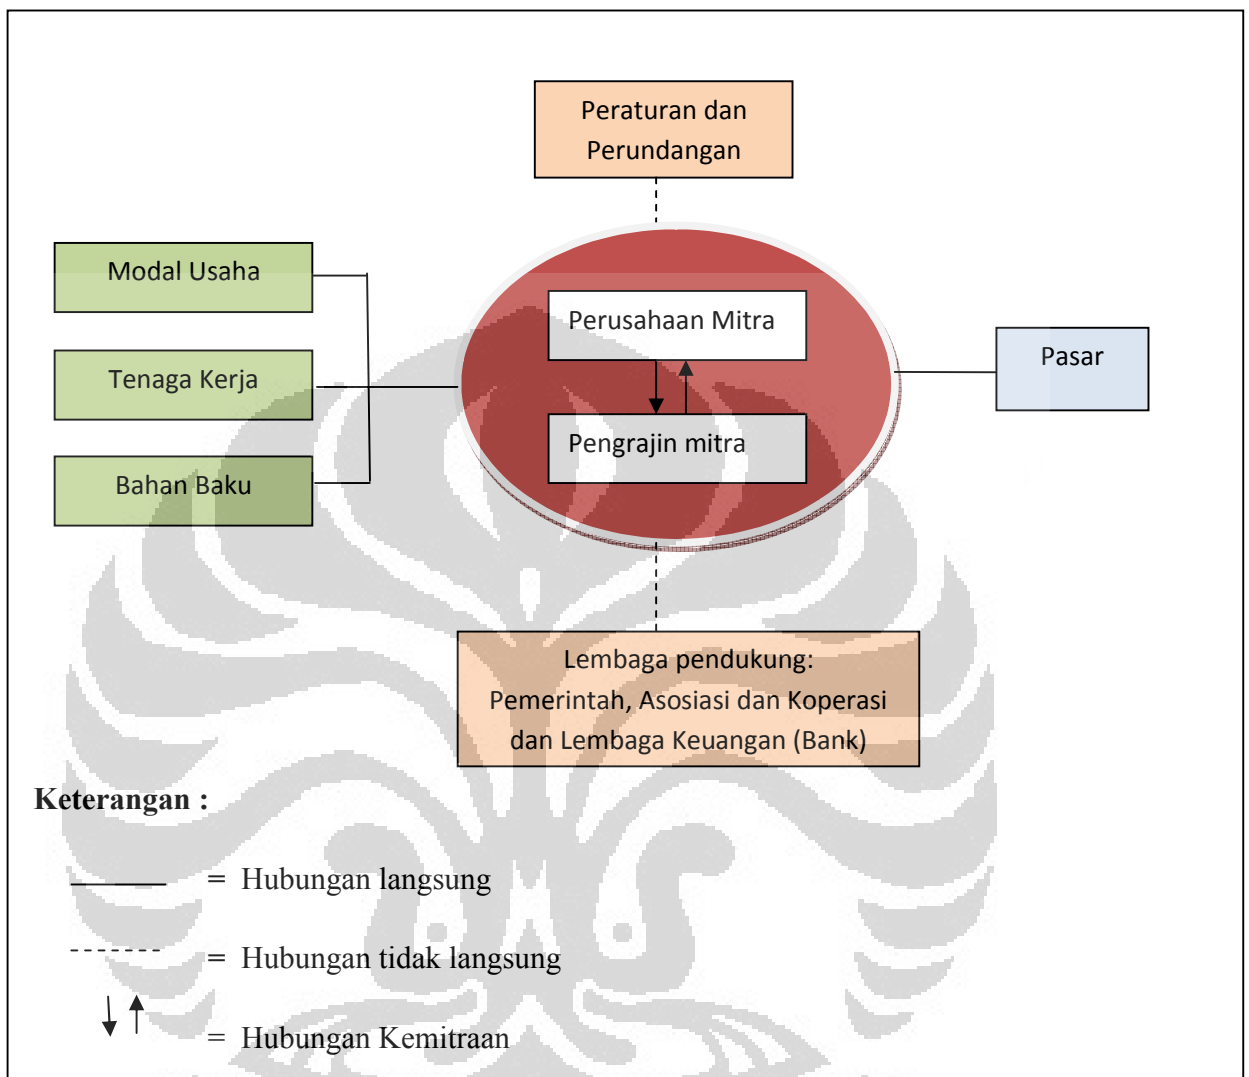 Peraturan dan
Perundangan
Modal Usaha
Tenaga Kerja
Bahan Baku
Perusahaan Mitra
Pengrajin mitra
Pasar
Lembaga pendukung:
Pemerintah, Asosiasi dan Koperasi
dan Lembaga Keuangan (Bank)
Keterangan :
= Hubungan langsung
= Hubungan tidak langsung
= Hubungan Kemitraan